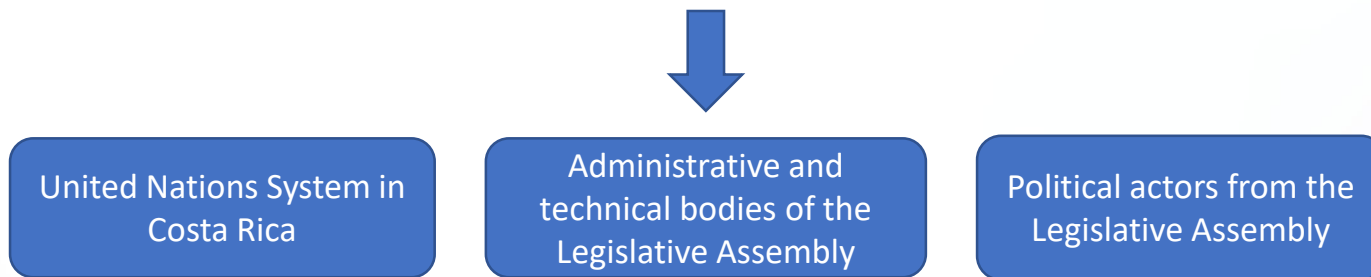 United Nations System in
Costa Rica
Administrative and
technical bodies of the
Legislative Assembly
Political actors from the
Legislative Assembly